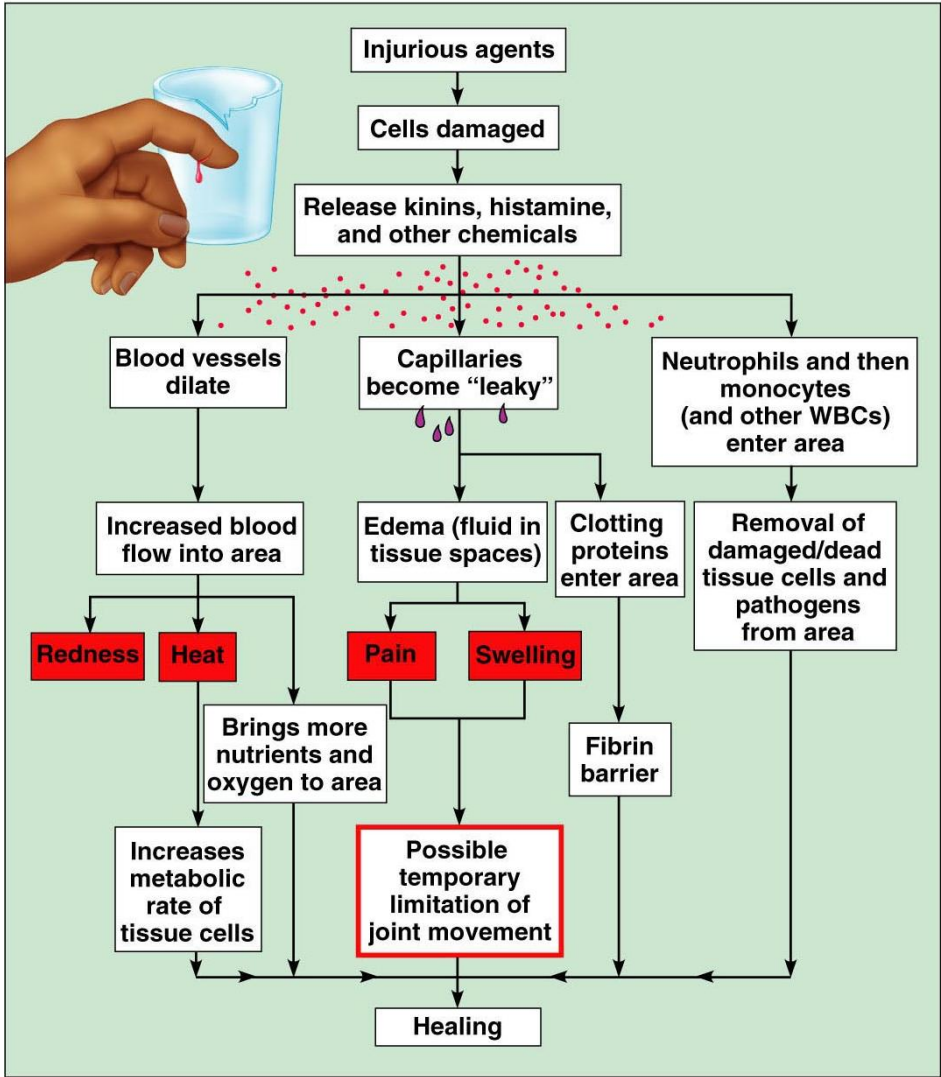 Injurious agents
Cells damaged
Release kinins, histamine,
and other chemicals
Blood vessels
dilate
Capillaries
become “leaky”
Neutrophils and then
monocytes
(and other WBCs)
enter area
Increased blood
flow into area
Edema (fluid in
tissue spaces)
Clotting
proteins
enter area
Removal of
damaged/dead
tissue cells and
pathogens
from area
Redness
Heat
Pain
Swelling
Brings more
nutrients and
oxygen to area
Fibrin
barrier
Increases
metabolic
rate of
tissue cells
Possible
temporary
limitation of
joint movement
Healing